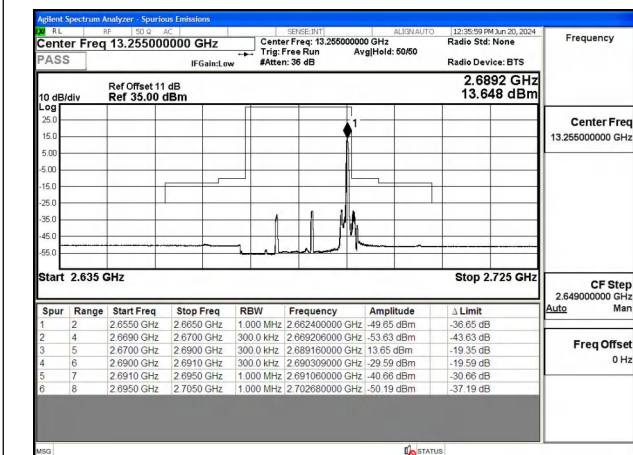 Agilent Spectrum Analyzer - Spurious Emissions
RL RF 50 Ω AC SENSE:INT ALIGN AUTO 12:35:59 PM Jun 20, 2024
Center Freq 13.255000000 GHz Center Freq: 13.255000000 GHz Radio Std: None Frequency
Trig: Free Run Avg|Hold: 50/50
PASS IFGain:Low #Atten: 36 dB Radio Device: BTS
Ref Offset 11 dB 2.6892 GHz
10 dB/div Ref 35.00 dBm 13.648 dBm
Log
25.0
15.0
5.00
-5.00
-15.0
-25.0
-35.0
-45.0
-55.0
1
Start 2.635 GHz Stop 2.725 GHz
Spur Range Start Freq Stop Freq RBW Frequency Amplitude Δ Limit
1 2 2.6550 GHz 2.6650 GHz 1.000 MHz 2.662400000 GHz -49.65 dBm -36.65 dB
2 4 2.6690 GHz 2.6700 GHz 300.0 kHz 2.669206000 GHz -53.63 dBm -43.63 dB
3 5 2.6700 GHz 2.6900 GHz 300.0 kHz 2.689160000 GHz 13.65 dBm -19.35 dB
4 6 2.6900 GHz 2.6910 GHz 300.0 kHz 2.690309000 GHz -29.59 dBm -19.59 dB
5 7 2.6910 GHz 2.6950 GHz 1.000 MHz 2.691060000 GHz -40.66 dBm -30.66 dB
6 8 2.6950 GHz 2.7050 GHz 1.000 MHz 2.702680000 GHz -50.19 dBm -37.19 dB
Center Freq
13.255000000 GHz
CF Step
2.649000000 GHz
Auto Man
Freq Offset
0 Hz
MSG STATUS